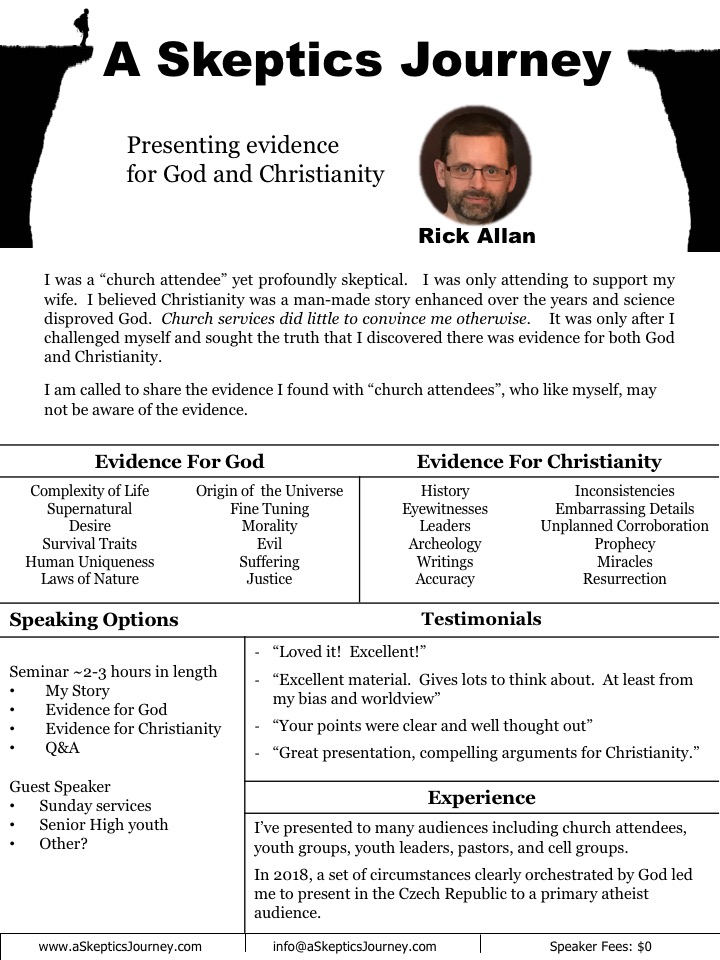 A Skeptics Journey
Presenting evidence
for God and Christianity
Rick Allan
I was a “church attendee” yet profoundly skeptical. I was only attending to support my
wife. I believed Christianity was a man-made story enhanced over the years and science
disproved God. Church services did little to convince me otherwise. It was only after I
challenged myself and sought the truth that I discovered there was evidence for both God
and Christianity.
I am called to share the evidence I found with “church attendees”, who like myself, may
not be aware of the evidence.
Evidence For God
Complexity of Life
Supernatural
Desire
Survival Traits
Human Uniqueness
Laws of Nature
Origin of the Universe
Fine Tuning
Morality
Evil
Suffering
Justice
Evidence For Christianity
History
Eyewitnesses
Leaders
Archeology
Writings
Accuracy
Inconsistencies
Embarrassing Details
Unplanned Corroboration
Prophecy
Miracles
Resurrection
Speaking Options
Seminar ~2-3 hours in length
• My Story
• Evidence for God
• Evidence for Christianity
• Q&A
Guest Speaker
• Sunday services
• Senior High youth
• Other?
Testimonials
- “Loved it! Excellent!”
- “Excellent material. Gives lots to think about. At least from
my bias and worldview”
- “Your points were clear and well thought out”
- “Great presentation, compelling arguments for Christianity.”
Experience
I’ve presented to many audiences including church attendees,
youth groups, youth leaders, pastors, and cell groups.
In 2018, a set of circumstances clearly orchestrated by God led
me to present in the Czech Republic to a primary atheist
audience.
www.aSkepticsJourney.com
info@aSkepticsJourney.com
Speaker Fees: $0